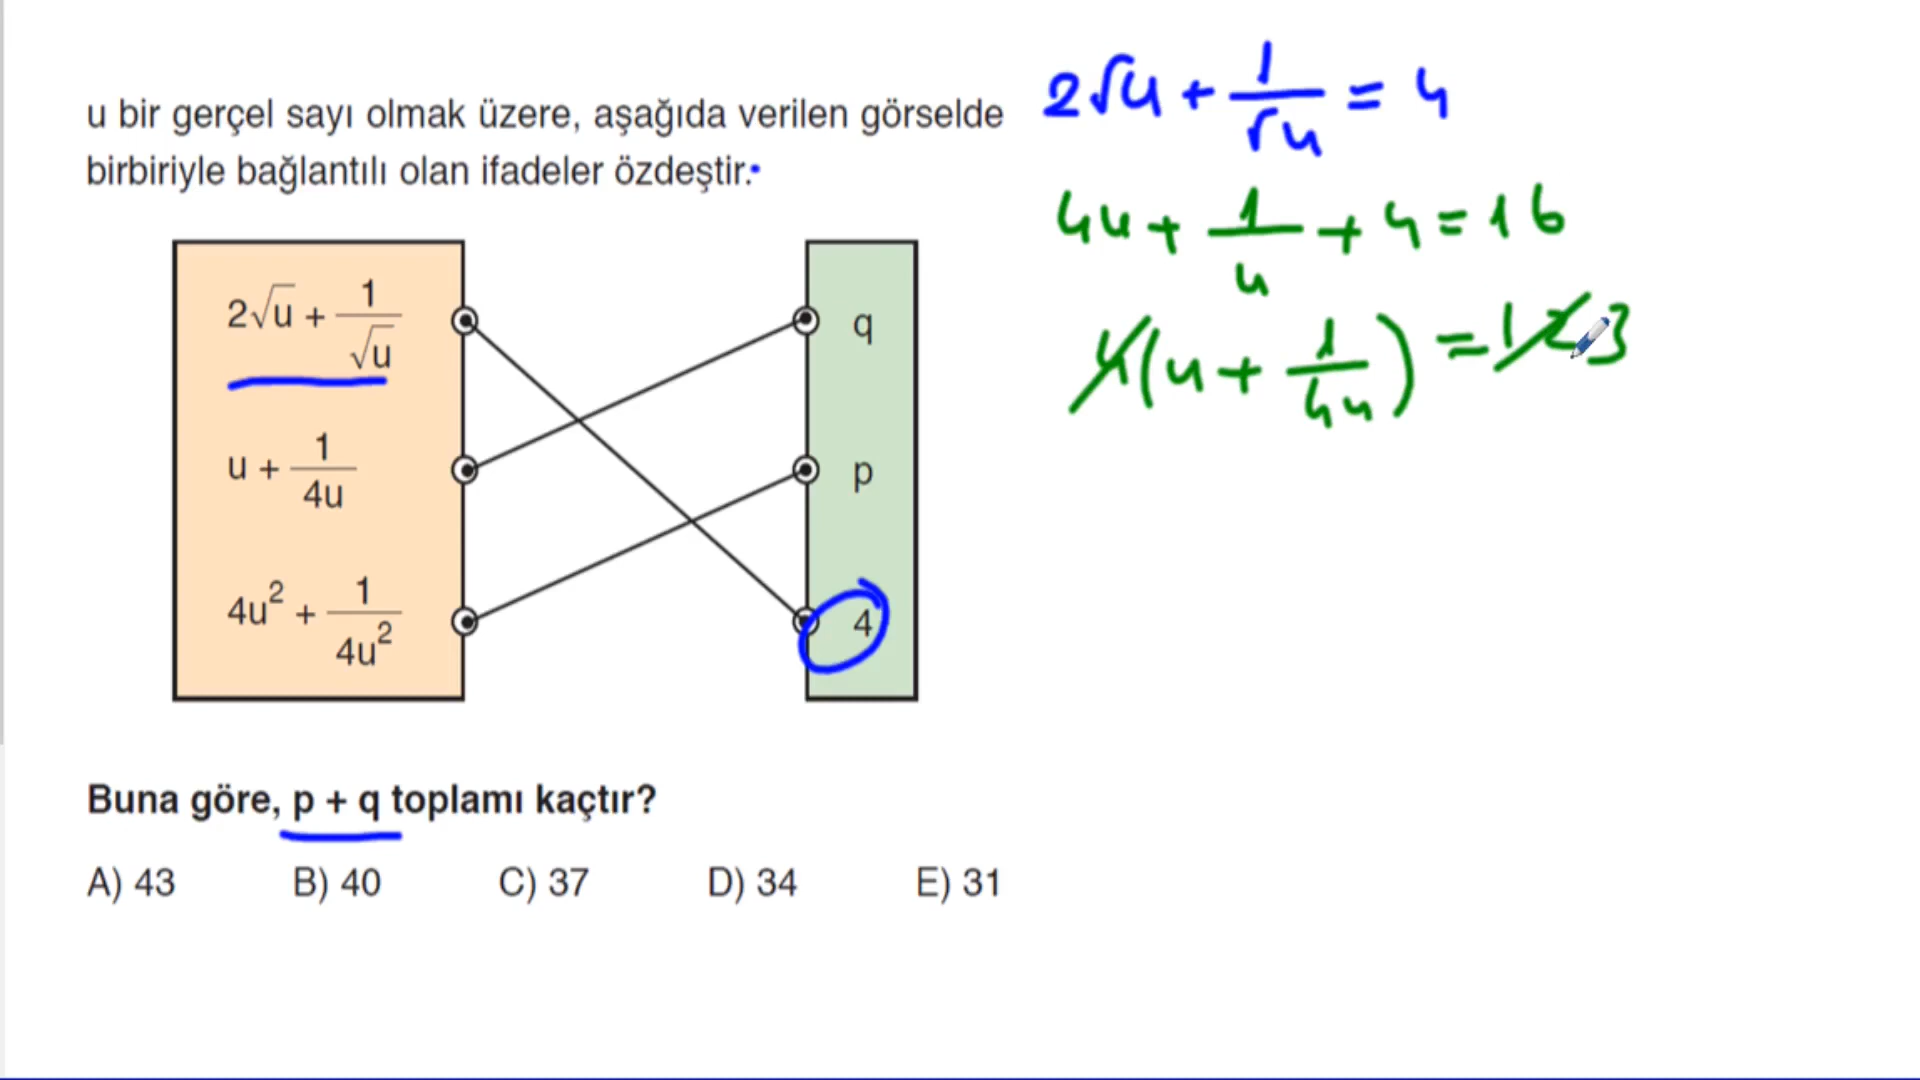 u bir gerçel sayı olmak üzere, aşağıda verilen görselde
birbiriyle bağlantılı olan ifadeler özdeştir.
2√u + 1/√u
u + 1/4u
4u² + 1/4u²
q
p
4
Buna göre, p + q toplamı kaçtır?
A) 43 B) 40 C) 37 D) 34 E) 31
2√u + 1/√u = 4
4u + 1/u + 4 = 16
4(u + 1/4u) = 12 3